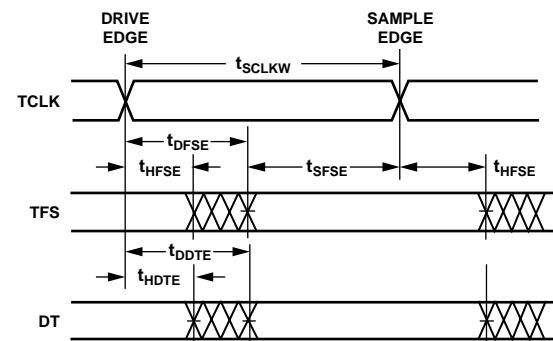 DRIVE
EDGE
SAMPLE
EDGE
tSCLKW
TCLK
tDFSE
tHFSE
tSFSE
tHFSE
TFS
tDDTE
tHDTE
DT